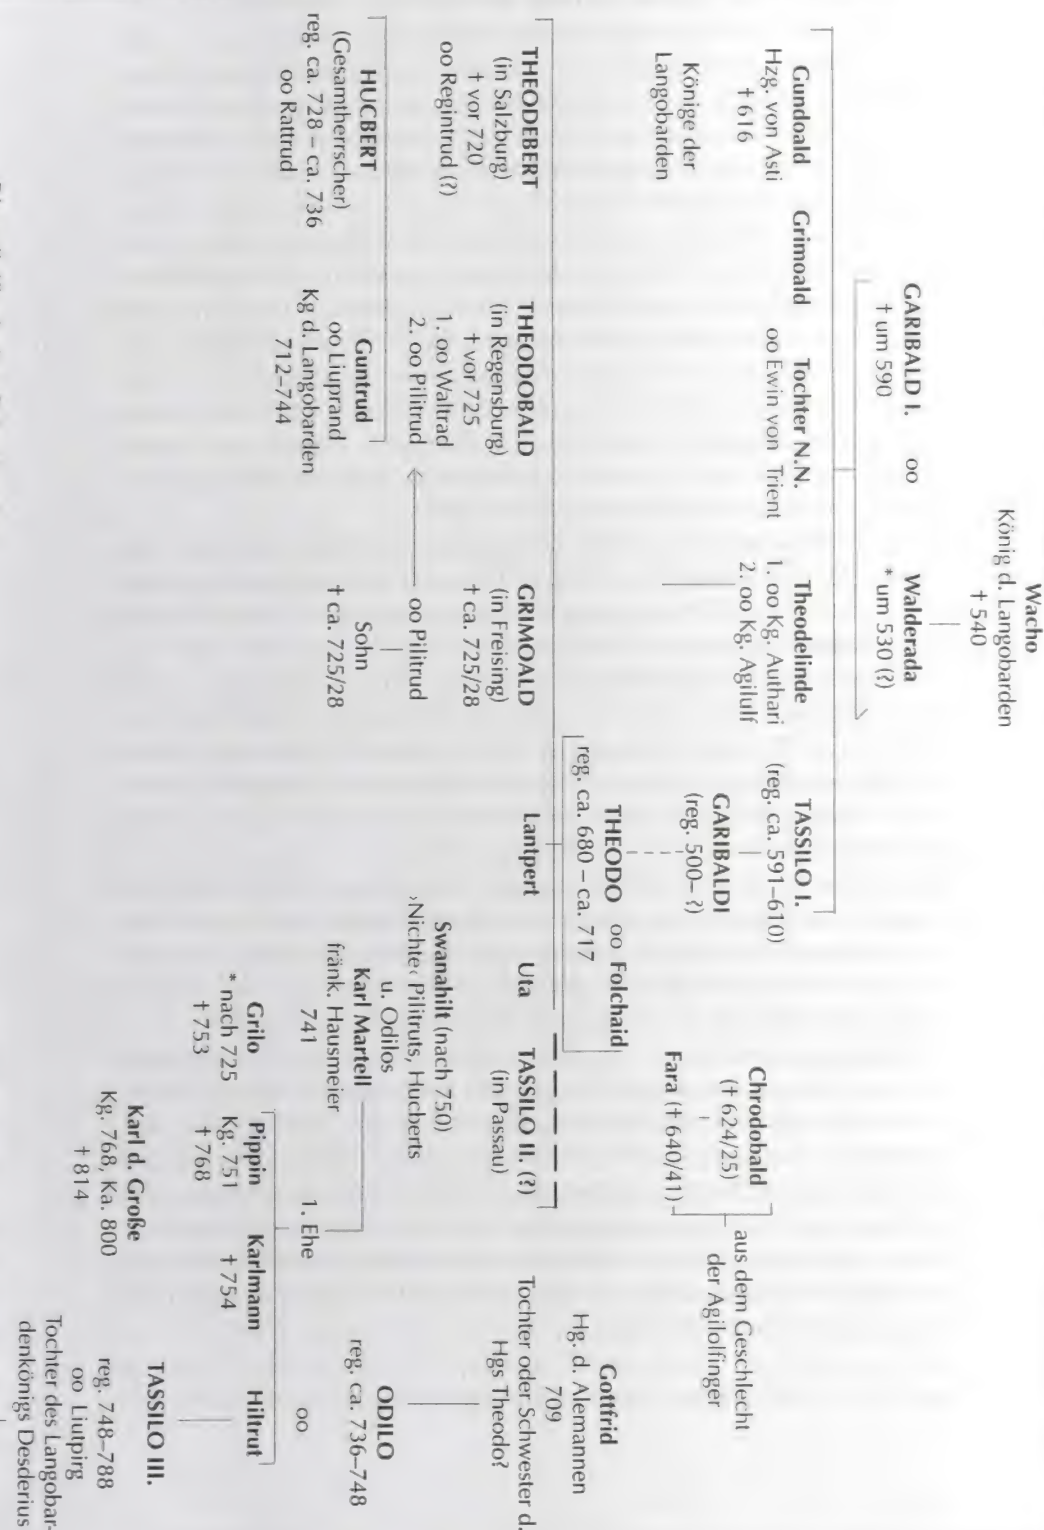 Wacho
König d. Langobarden
† 540
GARIBALD I. oo Walderada
† um 590
* um 530 (?)
Gundoald
Hzg. von Asti
† 616
Grimoald
Tochter N.N.
oo Ewin von Trient
Theodelinde
1. oo Kg. Authari
2. oo Kg. Agilulf
TASSILO I.
(reg. ca. 591–610)
Könige der
Langobarden
GARIBALDI
(reg. 500– ?)
Chrodobald
(† 624/25)
Fara († 640/41)
aus dem Geschlecht
der Agilolfinger
THEODO oo Folchaid
reg. ca. 680 – ca. 717
Gottfrid
Hg. d. Alemannen
709
THEODEBERT
(in Salzburg)
† vor 720
oo Regintrud (?)
THEODOBALD
(in Regensburg)
† vor 725
1. oo Waltrad
2. oo Pilitrud
GRIMOALD
(in Freising)
† ca. 725/28
oo Pilitrud
Lantpert
Uta
TASSILO II. (?)
(in Passau)
Tochter oder Schwester d.
Hgs Theodo?
Swanahilt (nach 750)
›Nichte‹ Pilitruts, Hucberts
u. Odilos
Karl Martell
fränk. Hausmeier
741
HUCBERT
(Gesamtherrscher)
reg. ca. 728 – ca. 736
oo Rattrud
Guntrud
oo Liuprand
Kg d. Langobarden
712–744
Sohn
† ca. 725/28
1. Ehe
ODILO
reg. ca. 736–748
oo
Grilo
* nach 725
† 753
Pippin
Kg. 751
† 768
Karlmann
† 754
Hiltrut
Karl d. Große
Kg. 768, Ka. 800
† 814
TASSILO III.
reg. 748–788
oo Liutpirg
Tochter des Langobar-
denkönigs Desderius